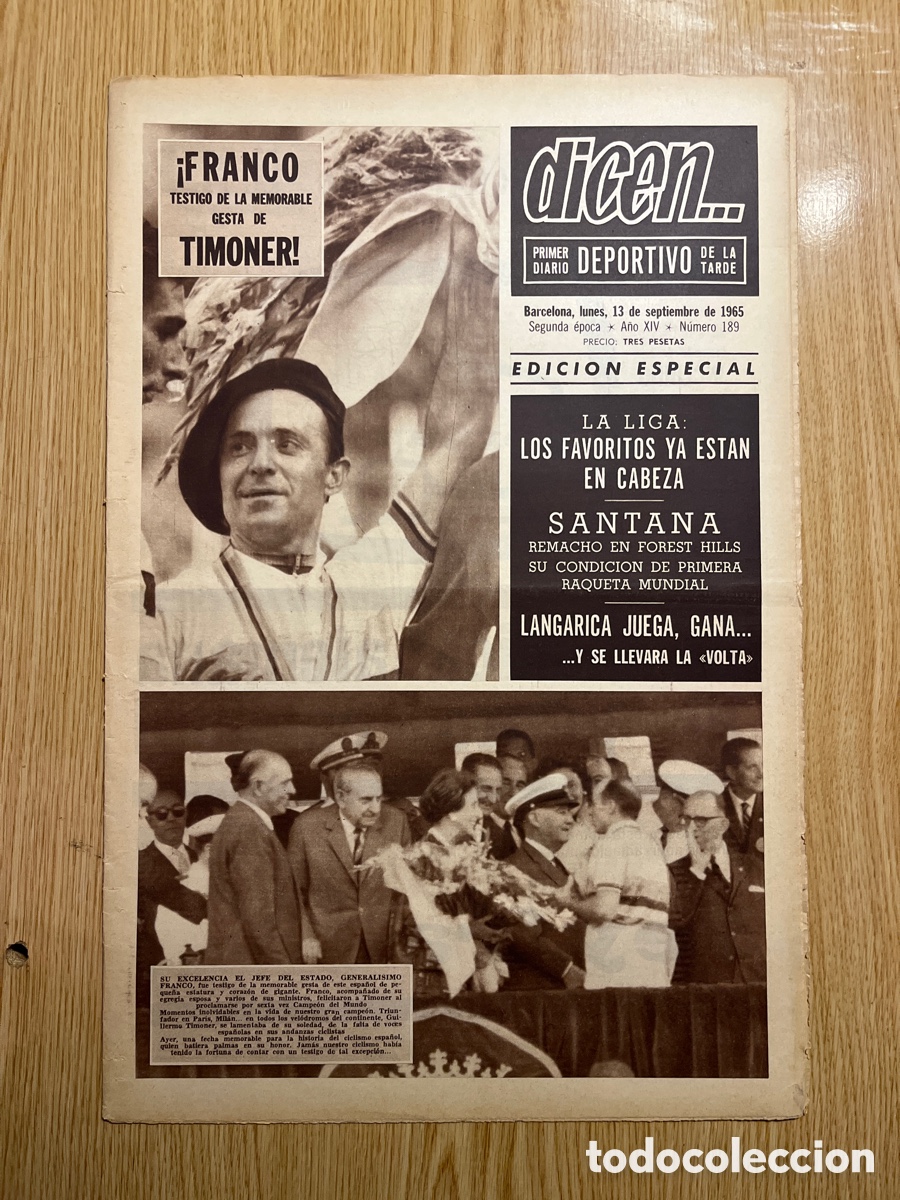 ¡FRANCO
TESTIGO DE LA MEMORABLE
GESTA DE
TIMONER!
dicen...
PRIMER
DIARIO
DEPORTIVO
DE LA
TARDE
Barcelona, lunes, 13 de septiembre de 1965
Segunda época ★ Año XIV ★ Número 189
PRECIO: TRES PESETAS
EDICION ESPECIAL
LA LIGA:
LOS FAVORITOS YA ESTAN
EN CABEZA
SANTANA
REMACHO EN FOREST HILLS
SU CONDICION DE PRIMERA
RAQUETA MUNDIAL
LANGARICA JUEGA, GANA...
...Y SE LLEVARA LA «VOLTA»
SU EXCELENCIA EL JEFE DEL ESTADO, GENERALISIMO
FRANCO, fue testigo de la memorable gesta de este español de pe-
queña estatura y corazón de gigante. Franco, acompañado de su
egregia esposa y varios de sus ministros, felicitaron a Timoner al
proclamarse por sexta vez Campeón del Mundo
Momentos inolvidables en la vida de nuestro gran campeón. Triun-
fador en París, Milán... en todos los velódromos del continente, Gui-
llermo Timoner, se lamentaba de su soledad, de la falta de voces
españolas en sus andanzas ciclistas
Ayer, una fecha memorable para la historia del ciclismo español,
quien batiera palmas en su honor. Jamás nuestro ciclismo había
tenido la fortuna de contar con un testigo de tal excepción...
todocoleccion